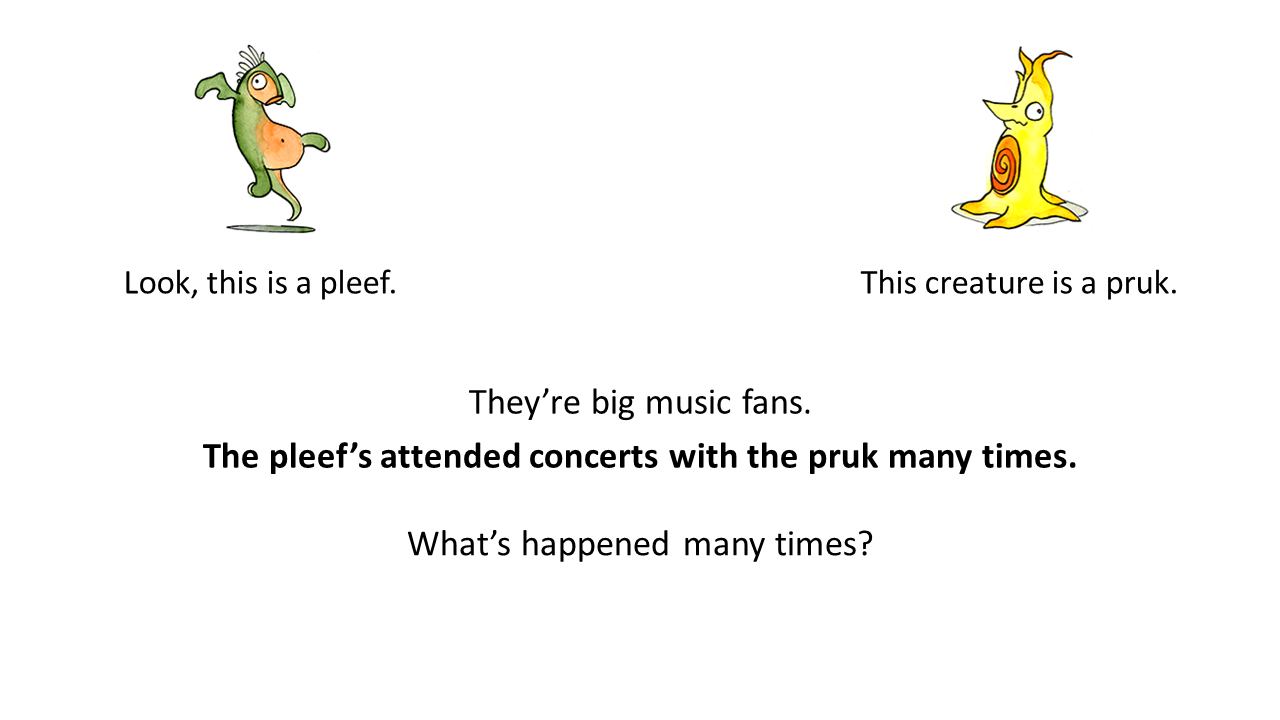 Look, this is a pleef.
This creature is a pruk.
They’re big music fans.
The pleef’s attended concerts with the pruk many times.
What’s happened many times?